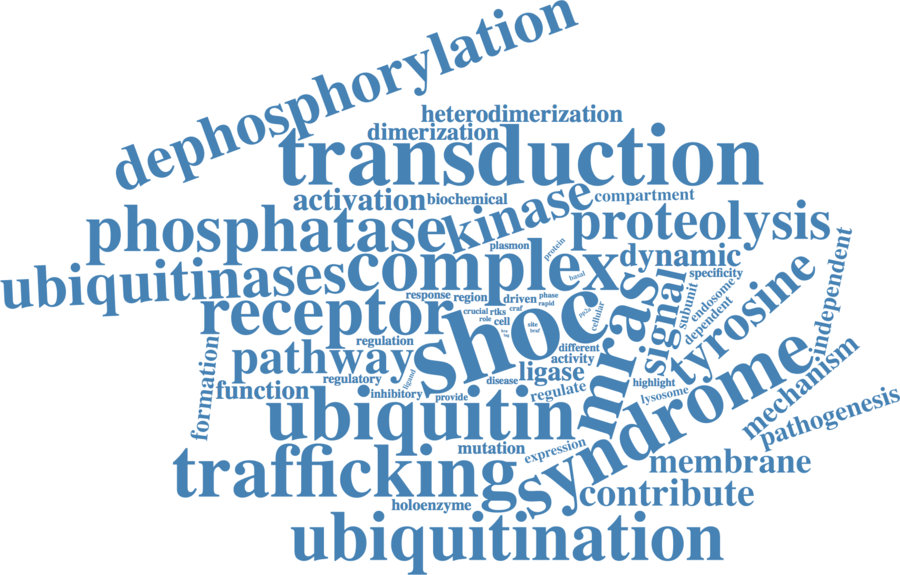 dephosphorylation
heterodimerization
dimerization
transduction
activation
biochemical
kinase
compartment
phosphatase
proteolysis
plasmon
protein
complex
dynamic
ubiquitinases
basal
specificity
independent
receptor
response
region
driven
phase
rapid
crucial
rtks
craf
role
cell
site
cellular
shoc
mras
signal
subunit
endosome
dependent
tyrosine
regulation
pathway
different
activity
ligase
formation
function
regulatory
ligand
inhibitory
provide
disease
regulate
highlight
lysosome
mechanism
pathogenesis
ubiquitin
syndrome
mutation
expression
trafficking
membrane
contribute
holoenzyme
ubiquitination